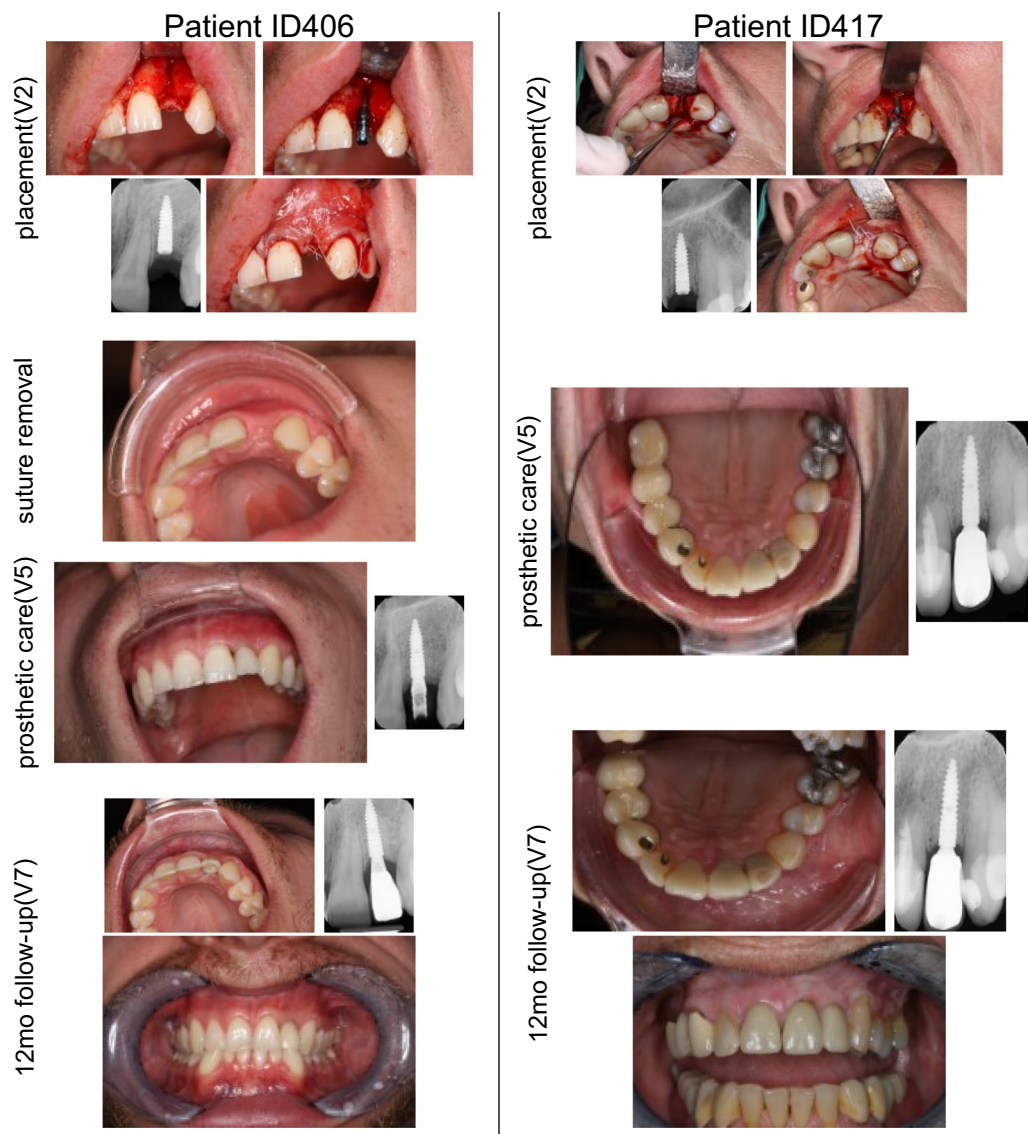 Patient ID406
placement(V2)
suture removal
prosthetic care(V5)
12mo follow-up(V7)
Patient ID417
placement(V2)
prosthetic care(V5)
12mo follow-up(V7)